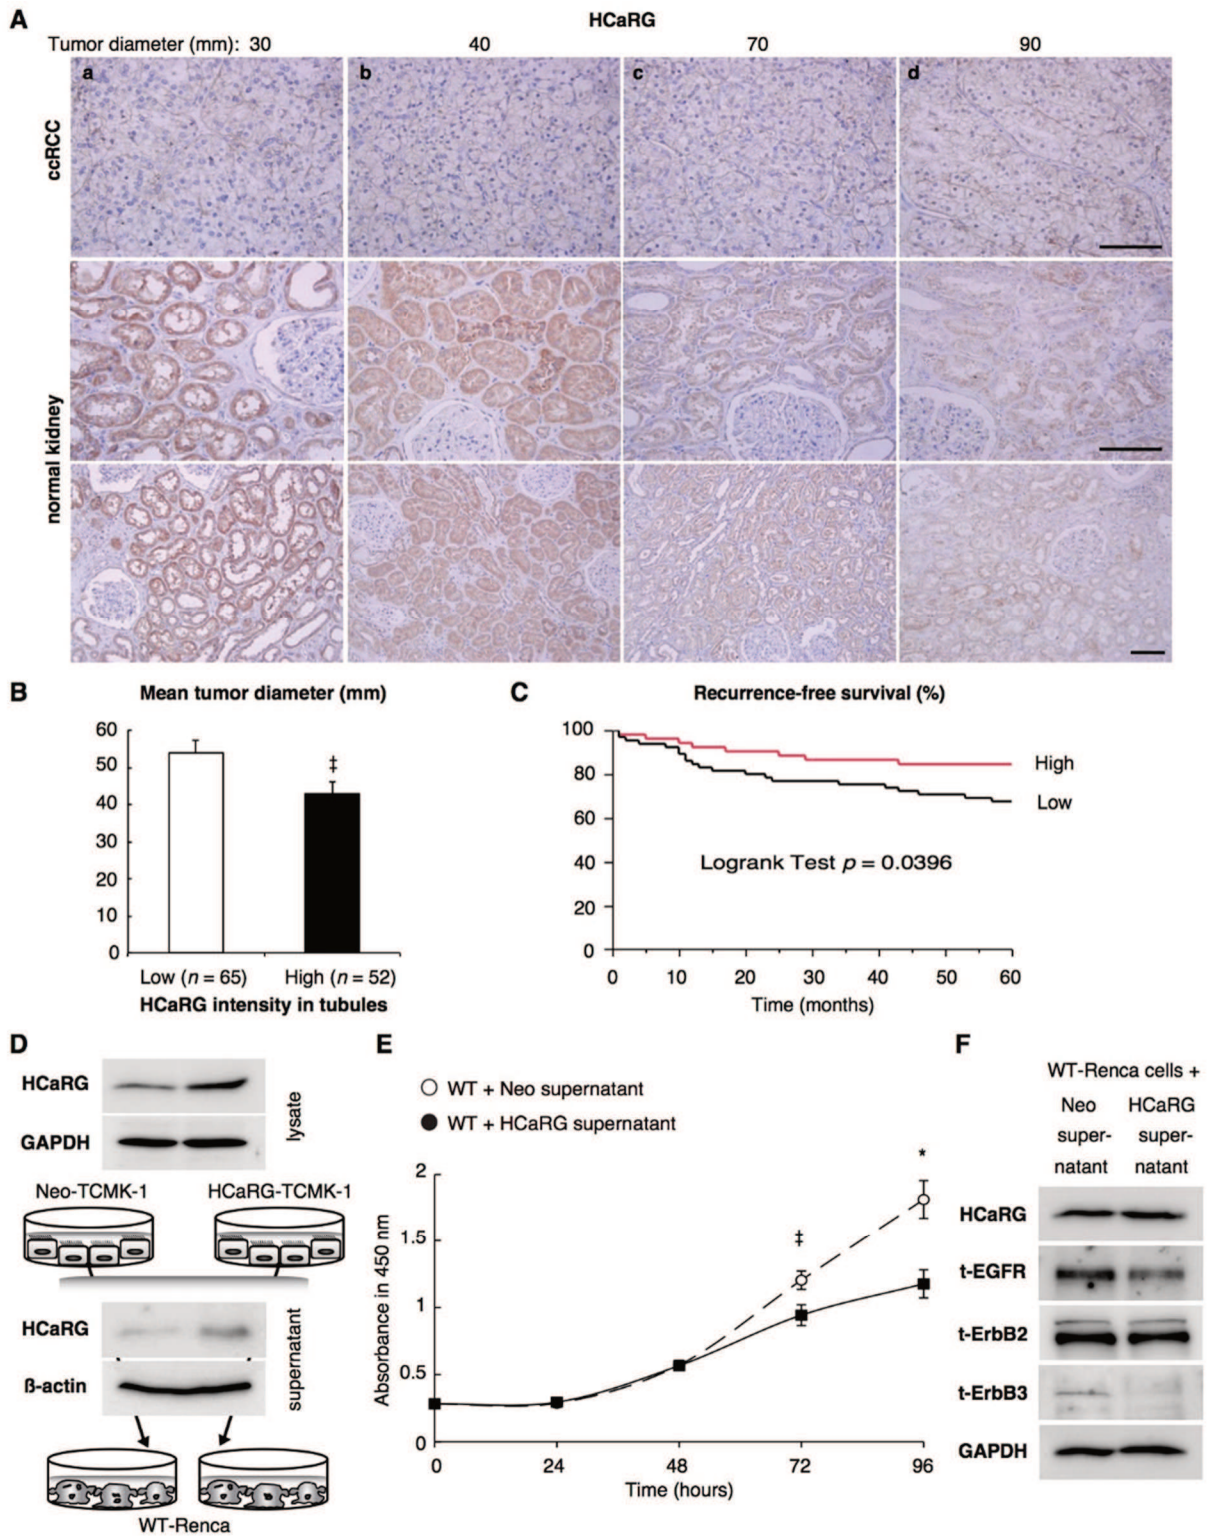 A
HCaRG
Tumor diameter (mm): 30 40 70 90
a b c d
ccRCC
normal kidney
B
Mean tumor diameter (mm)
60
50
40
30
20
10
0
‡
Low (n = 65) High (n = 52)
HCaRG intensity in tubules
C
Recurrence-free survival (%)
100
80
60
40
20
0
High
Low
Logrank Test p = 0.0396
0 10 20 30 40 50 60
Time (months)
D
HCaRG
GAPDH
lysate
Neo-TCMK-1 HCaRG-TCMK-1
HCaRG
ß-actin
supernatant
WT-Renca
E
WT + Neo supernatant
WT + HCaRG supernatant
Absorbance in 450 nm
2
1.5
1
0.5
0
‡
*
0 24 48 72 96
Time (hours)
F
WT-Renca cells +
Neo HCaRG
super- super-
natant natant
HCaRG
t-EGFR
t-ErbB2
t-ErbB3
GAPDH